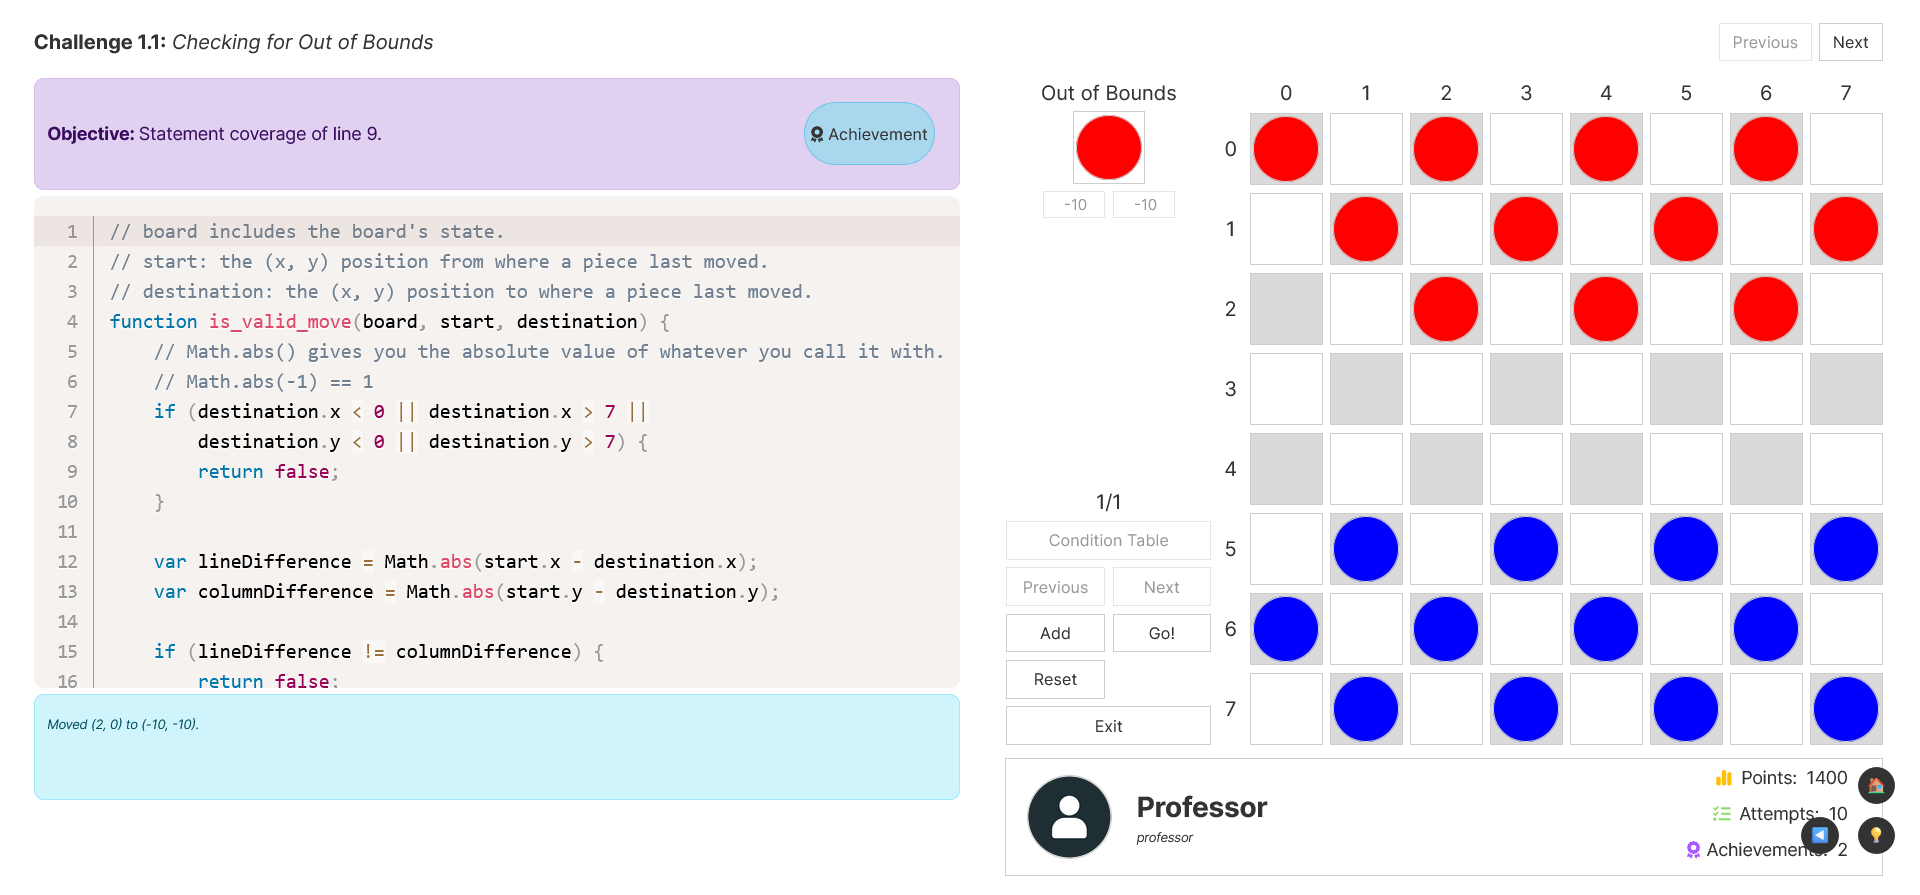 Challenge 1.1: Checking for Out of Bounds
Previous
Next
Objective: Statement coverage of line 9.
Achievement
1 // board includes the board's state.
2 // start: the (x, y) position from where a piece last moved.
3 // destination: the (x, y) position to where a piece last moved.
4 function is_valid_move(board, start, destination) {
5 // Math.abs() gives you the absolute value of whatever you call it with.
6 // Math.abs(-1) == 1
7 if (destination.x < 0 || destination.x > 7 ||
8 destination.y < 0 || destination.y > 7) {
9 return false;
10 }
11
12 var lineDifference = Math.abs(start.x - destination.x);
13 var columnDifference = Math.abs(start.y - destination.y);
14
15 if (lineDifference != columnDifference) {
16 return false;
Moved (2, 0) to (-10, -10).
Out of Bounds
-10 -10
1/1
Condition Table
Previous Next
Add Go!
Reset
Exit
0 1 2 3 4 5 6 7
0
1
2
3
4
5
6
7
Professor
professor
Points: 1400
Attempts: 10
Achievements: 2